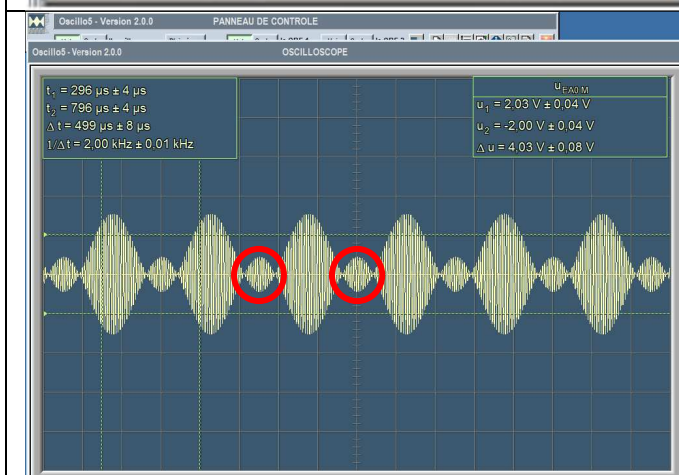 Oscillo5 - Version 2.0.0 PANNEAU DE CONTROLE
Oscillo5 - Version 2.0.0 OSCILLOSCOPE
t₁ = 296 µs ± 4 µs
t₂ = 796 µs ± 4 µs
Δ t = 499 µs ± 8 µs
1/Δt = 2,00 kHz ± 0,01 kHz
uEA0,M
u₁ = 2,03 V ± 0,04 V
u₂ = -2,00 V ± 0,04 V
Δ u = 4,03 V ± 0,08 V